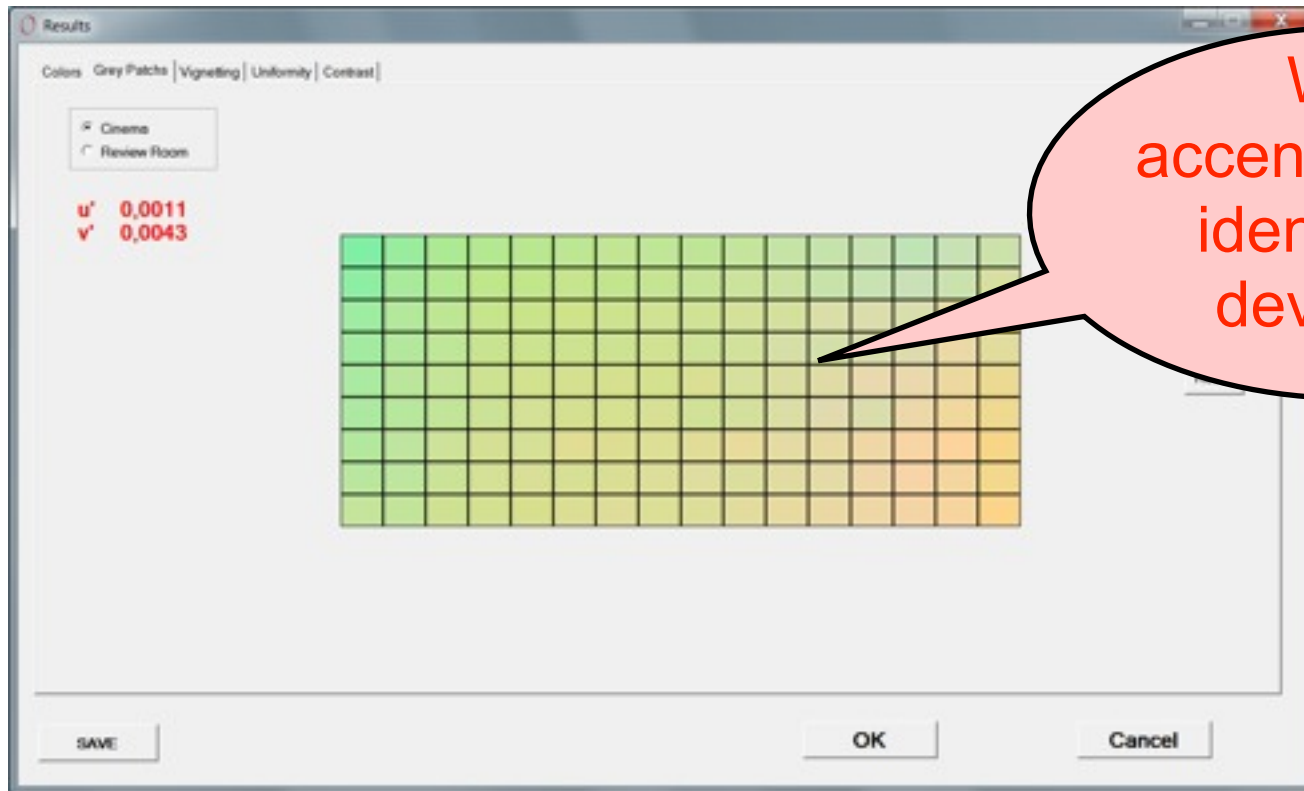 Results
Colors Grey Patchs Vignetting Uniformity Contrast
Cinema
Review Room
u' 0,0011
v' 0,0043
accen
iden
dev
SAVE
OK
Cancel